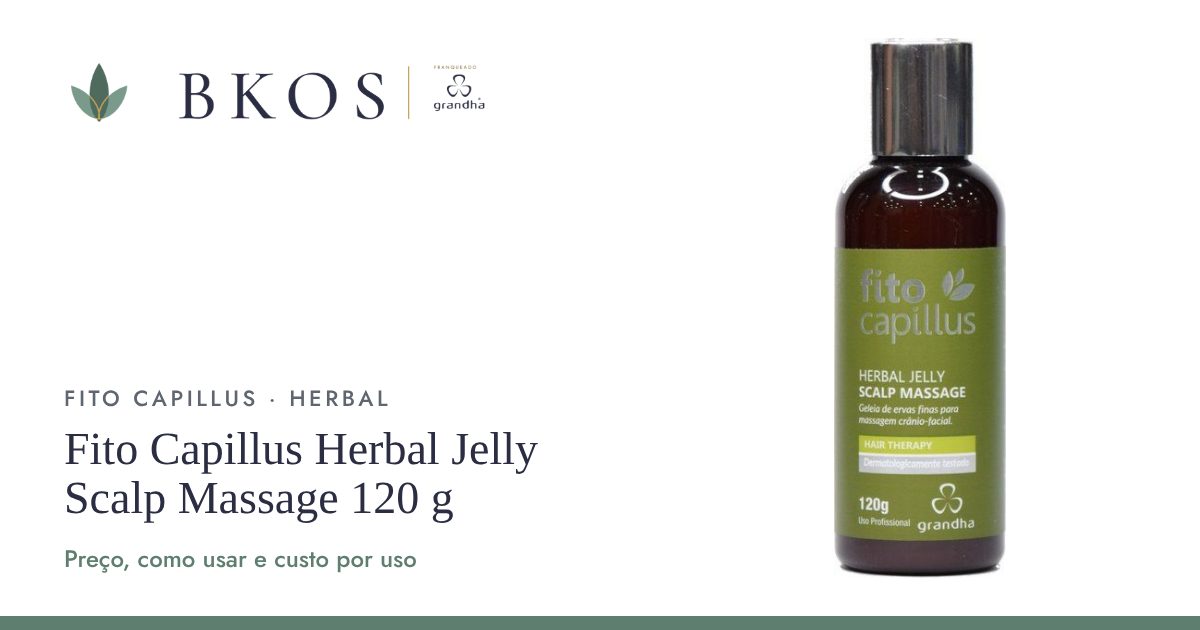 BKOS
FRANQUEADO
grandha
FITO CAPILLUS · HERBAL
Fito Capillus Herbal Jelly
Scalp Massage 120 g
Preço, como usar e custo por uso
fito
capillus
HERBAL JELLY
SCALP MASSAGE
Geleia de ervas finas para
massagem crânio-facial.
HAIR THERAPY
Dermatologicamente testado
120g
Uso Profissional
grandha